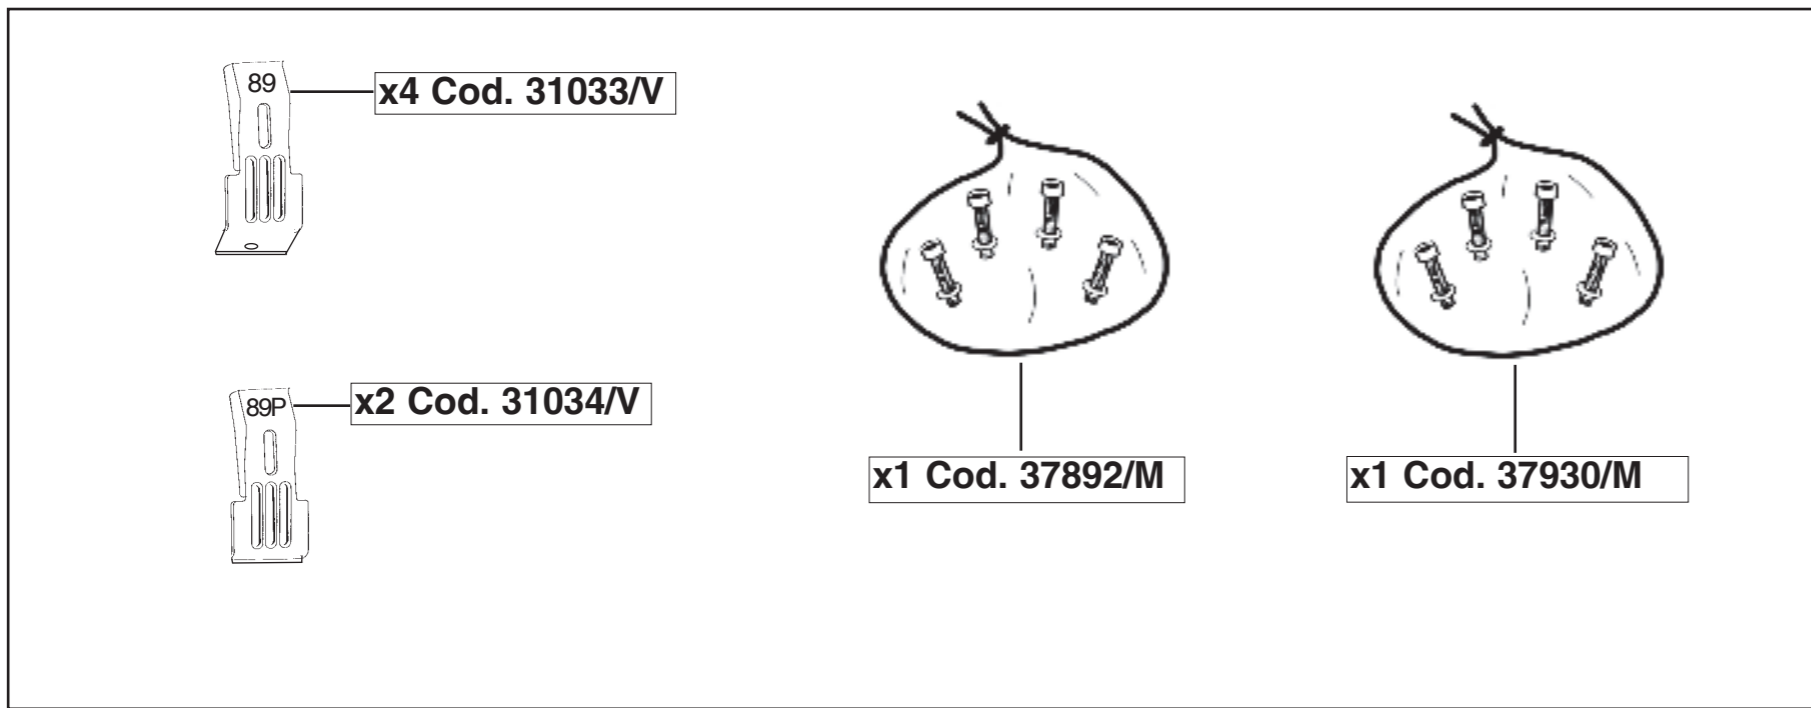 89
x4 Cod. 31033/V
89P
x2 Cod. 31034/V
x1 Cod. 37892/M
x1 Cod. 37930/M